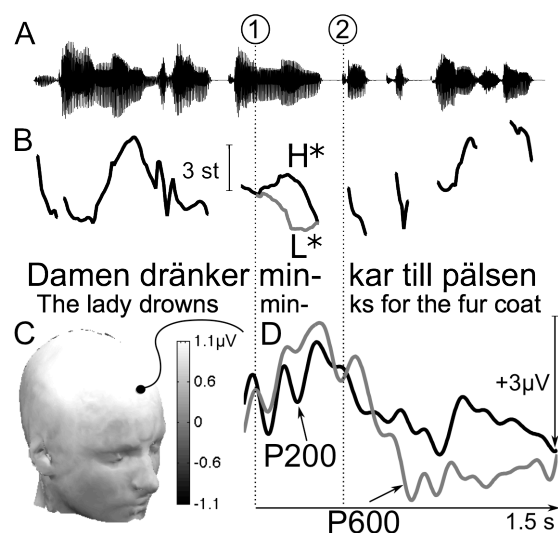 A
1
2
B
3 st
H*
L*
Damen dränker min- kar till pälsen
The lady drowns min- ks for the fur coat
C
1.1µV
0.6
0
-0.6
-1.1
D
+3µV
P200
P600
1.5 s